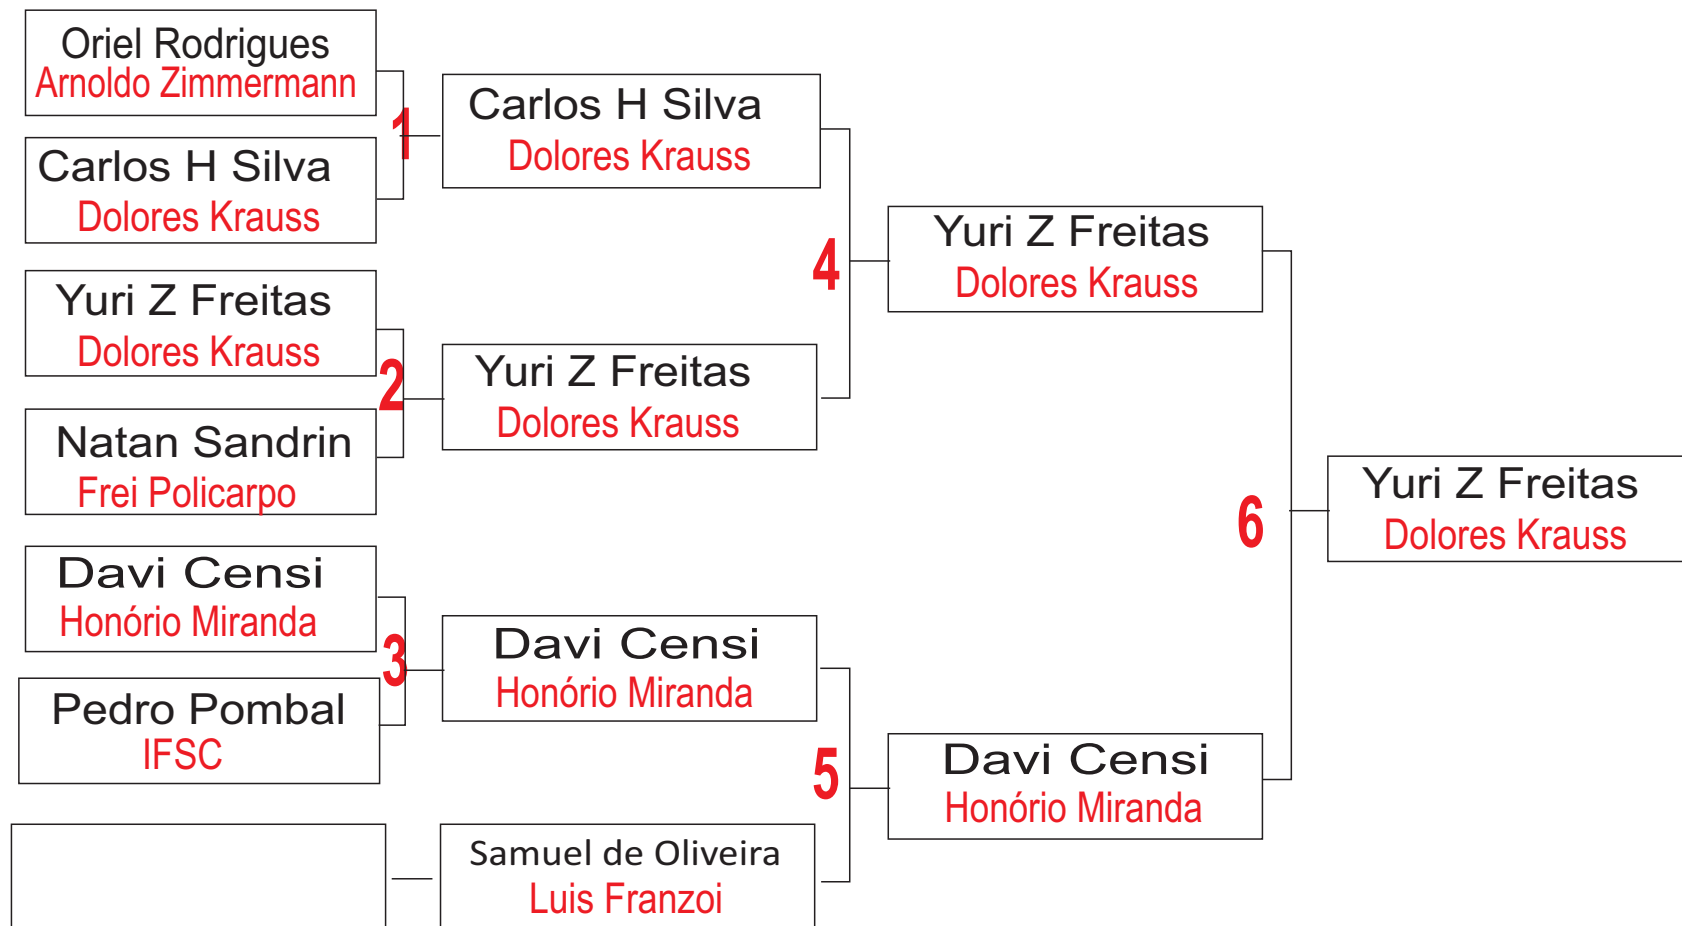 Oriel Rodrigues
Arnoldo Zimmermann
1
Carlos H Silva
Dolores Krauss
Carlos H Silva
Dolores Krauss
Yuri Z Freitas
Dolores Krauss
2
Natan Sandrin
Frei Policarpo
Yuri Z Freitas
Dolores Krauss
4
Yuri Z Freitas
Dolores Krauss
Davi Censi
Honório Miranda
3
Pedro Pombal
IFSC
Davi Censi
Honório Miranda
5
Samuel de Oliveira
Luis Franzoi
Davi Censi
Honório Miranda
6
Yuri Z Freitas
Dolores Krauss